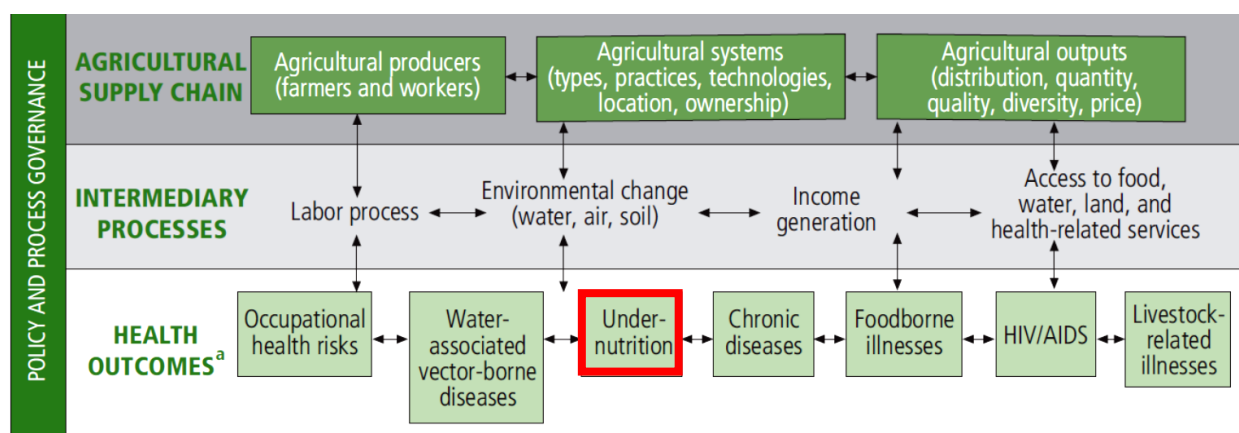 POLICY AND PROCESS GOVERNANCE
AGRICULTURAL
SUPPLY CHAIN
Agricultural producers
(farmers and workers)
Agricultural systems
(types, practices, technologies,
location, ownership)
Agricultural outputs
(distribution, quantity,
quality, diversity, price)
INTERMEDIARY
PROCESSES
Labor process
Environmental change
(water, air, soil)
Income
generation
Access to food,
water, land, and
health-related services
HEALTH
OUTCOMESa
Occupational
health risks
Water-
associated
vector-borne
diseases
Under-
nutrition
Chronic
diseases
Foodborne
illnesses
HIV/AIDS
Livestock-
related
illnesses